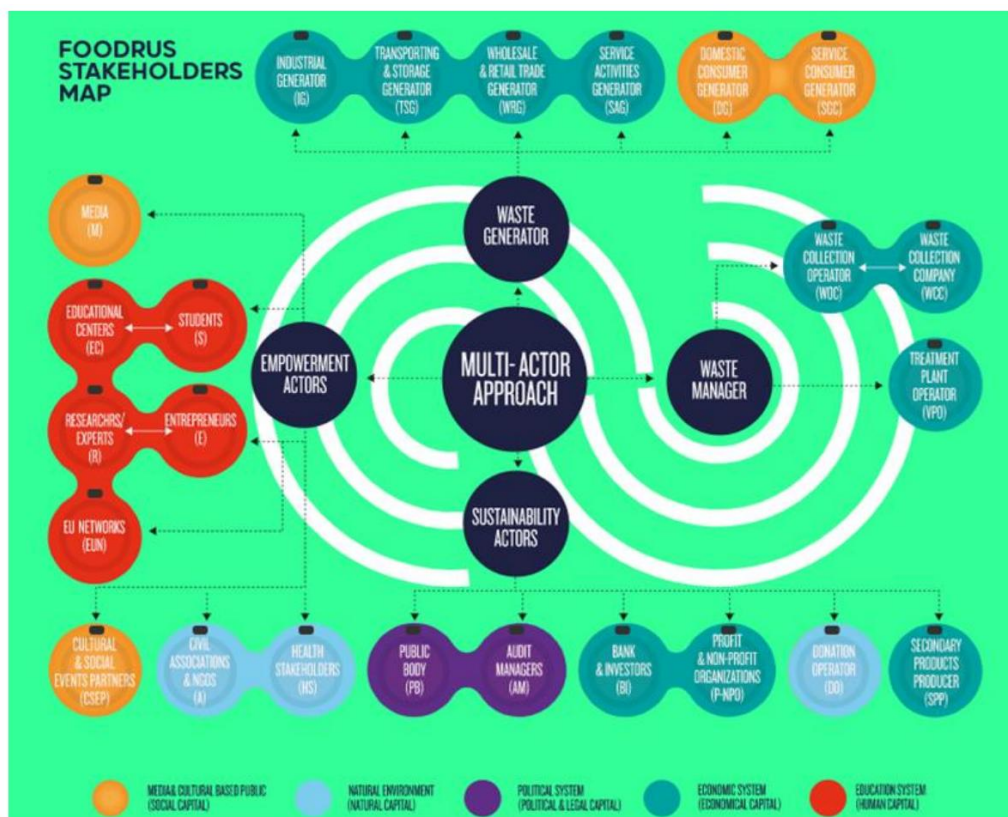 FOODRUS
STAKEHOLDERS
MAP
INDUSTRIAL
GENERATOR
(IG)
TRANSPORTING
& STORAGE
GENERATOR
(TSG)
WHOLESALE
& RETAIL TRADE
GENERATOR
(WRG)
SERVICE
ACTIVITIES
GENERATOR
(SAG)
DOMESTIC
CONSUMER
GENERATOR
(DG)
SERVICE
CONSUMER
GENERATOR
(SGC)
MEDIA
(M)
WASTE
GENERATOR
WASTE
COLLECTION
OPERATOR
(WOC)
WASTE
COLLECTION
COMPANY
(WCC)
EDUCATIONAL
CENTERS
(EC)
STUDENTS
(S)
EMPOWERMENT
ACTORS
MULTI- ACTOR
APPROACH
WASTE
MANAGER
TREATMENT
PLANT
OPERATOR
(VPO)
RESEARCHRS/
EXPERTS
(R)
ENTREPRENEURS
(E)
EU NETWORKS
(EUN)
SUSTAINABILITY
ACTORS
CULTURAL
& SOCIAL
EVENTS PARTNERS
(CSEP)
CIVIL
ASSOCIATIONS
& NGOS
(A)
HEALTH
STAKEHOLDERS
(HS)
PUBLIC
BODY
(PB)
AUDIT
MANAGERS
(AM)
BANK
& INVESTORS
(BI)
PROFIT
& NON-PROFIT
ORGANIZATIONS
(P-NPO)
DONATION
OPERATOR
(DO)
SECONDARY
PRODUCTS
PRODUCER
(SPP)
MEDIA& CULTURAL BASED PUBLIC
(SOCIAL CAPITAL)
NATURAL ENVIRONMENT
(NATURAL CAPITAL)
POLITICAL SYSTEM
(POLITICAL & LEGAL CAPITAL)
ECONOMIC SYSTEM
(ECONOMICAL CAPITAL)
EDUCATION SYSTEM
(HUMAN CAPITAL)